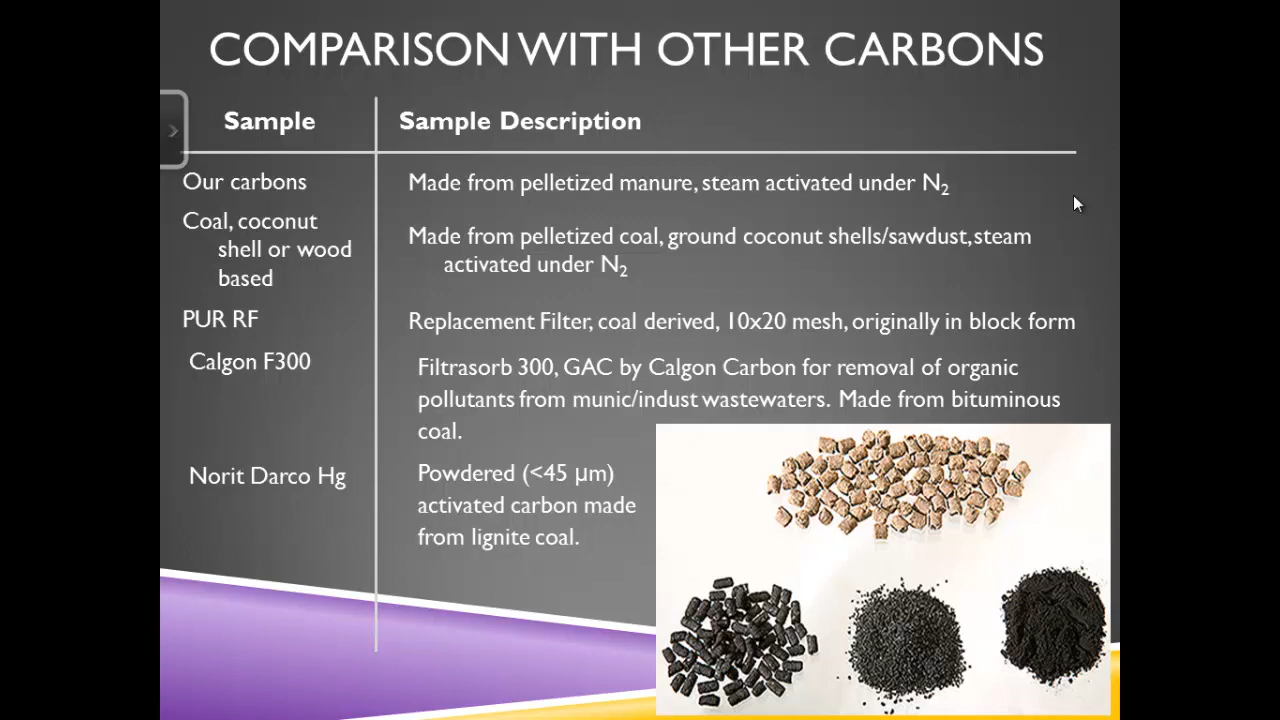 COMPARISON WITH OTHER CARBONS
Sample
Sample Description
Our carbons
Made from pelletized manure, steam activated under N₂
Coal, coconut
shell or wood
based
Made from pelletized coal, ground coconut shells/sawdust, steam
activated under N₂
PUR RF
Replacement Filter, coal derived, 10x20 mesh, originally in block form
Calgon F300
Filtrasorb 300, GAC by Calgon Carbon for removal of organic
pollutants from munic/indust wastewaters. Made from bituminous
coal.
Norit Darco Hg
Powdered (<45 µm)
activated carbon made
from lignite coal.